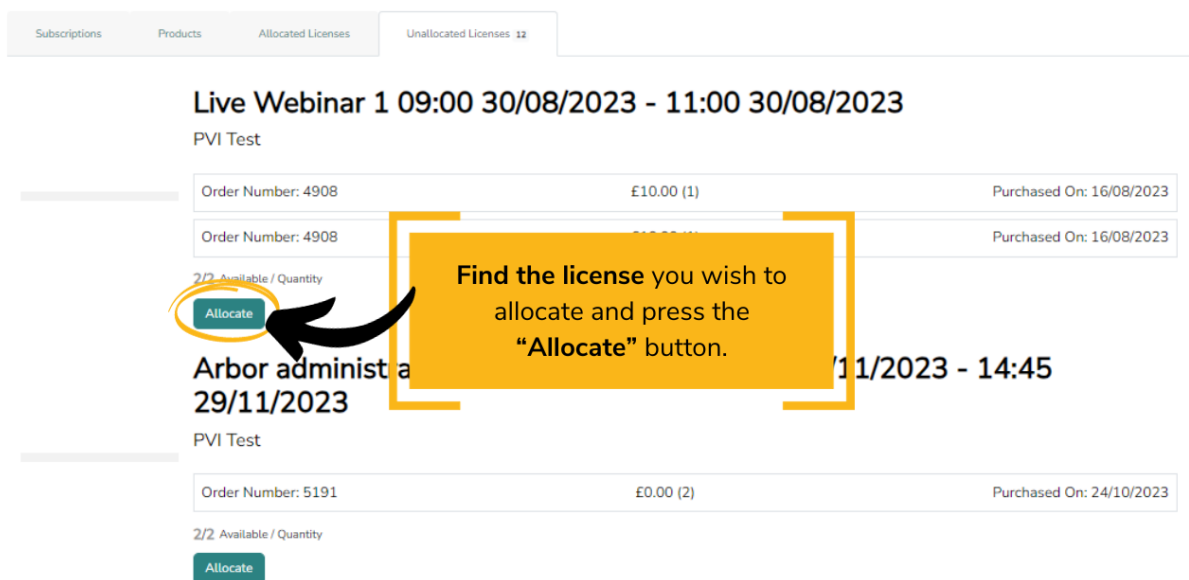 Subscriptions Products Allocated Licenses Unallocated Licenses 12
Live Webinar 1 09:00 30/08/2023 - 11:00 30/08/2023
PVI Test
Order Number: 4908 £10.00 (1) Purchased On: 16/08/2023
Order Number: 4908 Purchased On: 16/08/2023
2/2 Available / Quantity
Allocate
Find the license you wish to
allocate and press the
“Allocate” button.
Arbor /11/2023 - 14:45
29/11/2023
PVI Test
Order Number: 5191 £0.00 (2) Purchased On: 24/10/2023
2/2 Available / Quantity
Allocate